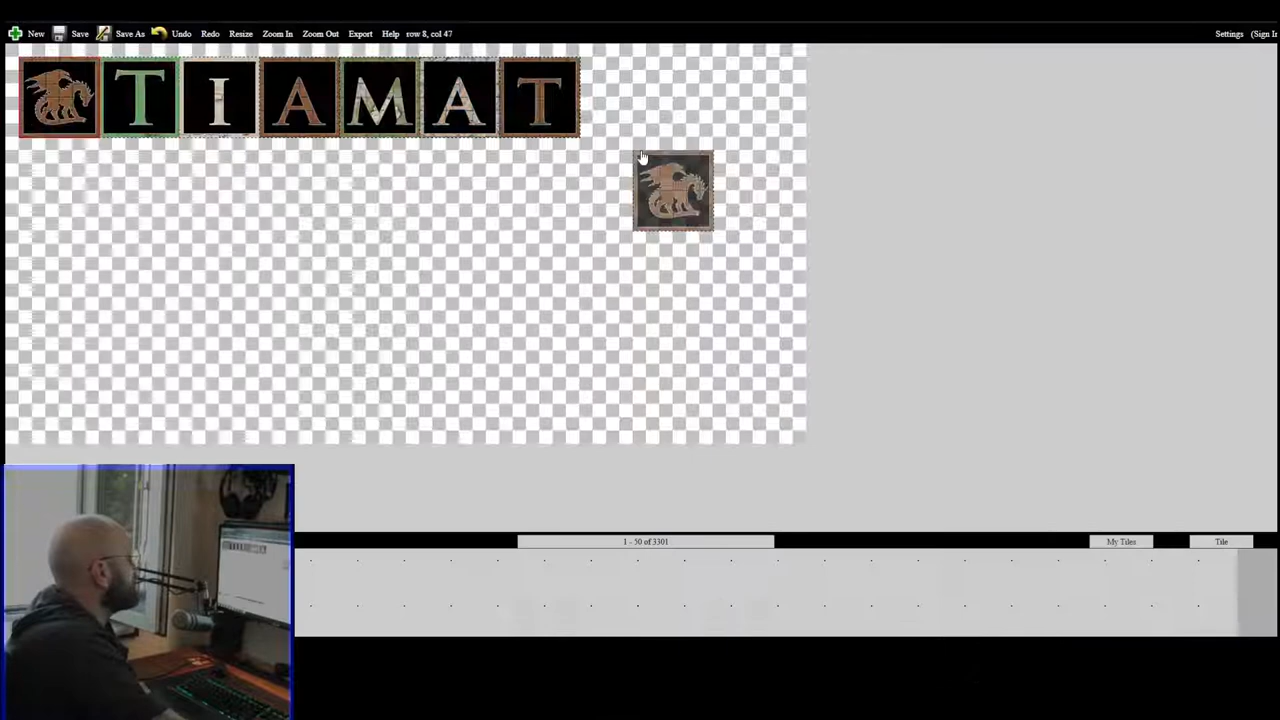 New Save Save As Undo Redo Resize Zoom In Zoom Out Export Help row 8, col 47 Settings (Sign In
TIAMAT
1 - 50 of 3301 My Tiles Tile